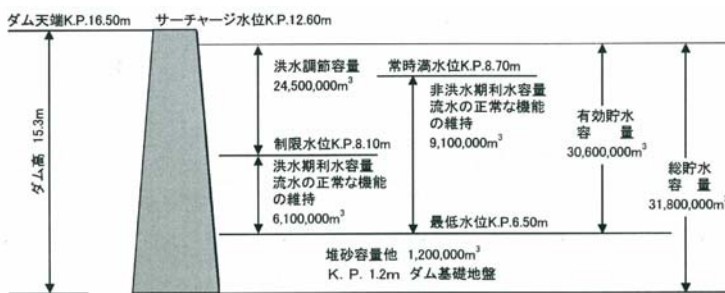 ダム天端K.P.16.50m サーチャージ水位K.P.12.60m
ダム高 15.3m
洪水調節容量
24,500,000m³
制限水位K.P.8.10m
洪水期利水容量
流水の正常な機能
の維持
6,100,000m³
常時満水位K.P.8.70m
非洪水期利水容量
流水の正常な機能
の維持
9,100,000m³
最低水位K.P.6.50m
有効貯水
容 量
30,600,000m³
総貯水
容 量
31,800,000m³
堆砂容量他 1,200,000m³
K. P. 1.2m ダム基礎地盤